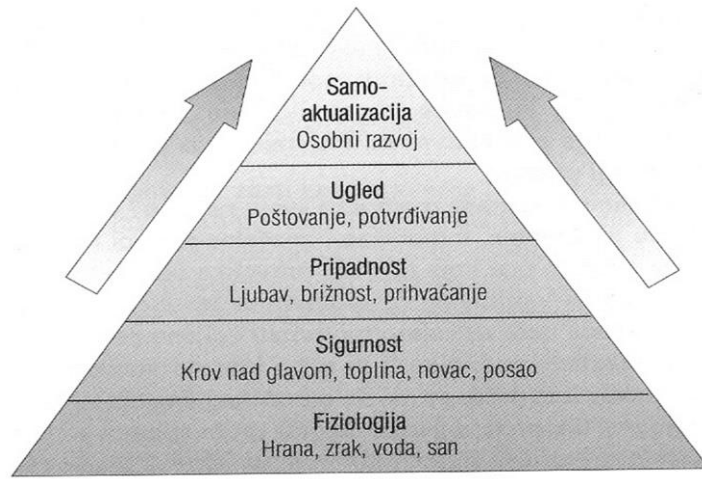 Samo-
aktualizacija
Osobni razvoj
Ugled
Poštovanje, potvrđivanje
Pripadnost
Ljubav, brižnost, prihvaćanje
Sigurnost
Krov nad glavom, toplina, novac, posao
Fiziologija
Hrana, zrak, voda, san